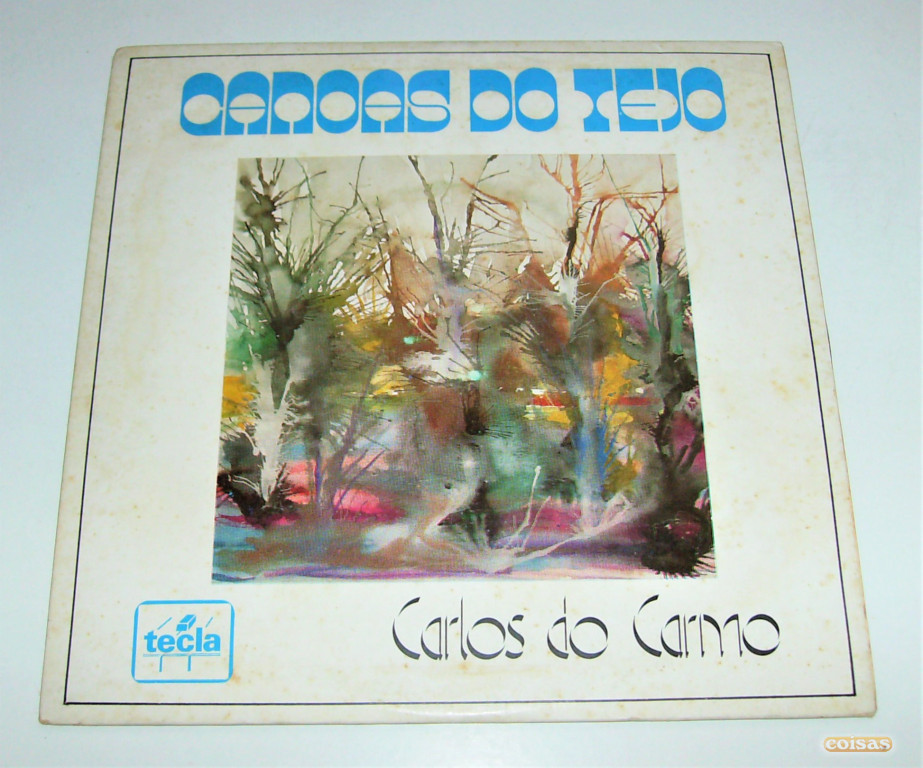 CANOAS DO TEJO
Carlos do Carmo
tecla
coisas